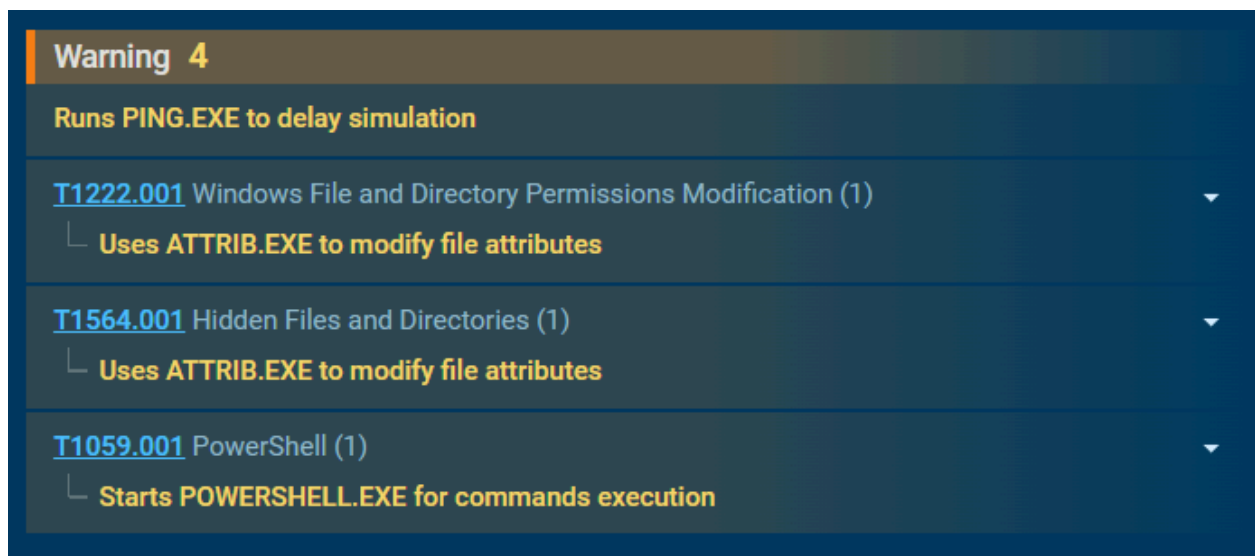 Warning 4
Runs PING.EXE to delay simulation
T1222.001 Windows File and Directory Permissions Modification (1)
Uses ATTRIB.EXE to modify file attributes
T1564.001 Hidden Files and Directories (1)
Uses ATTRIB.EXE to modify file attributes
T1059.001 PowerShell (1)
Starts POWERSHELL.EXE for commands execution